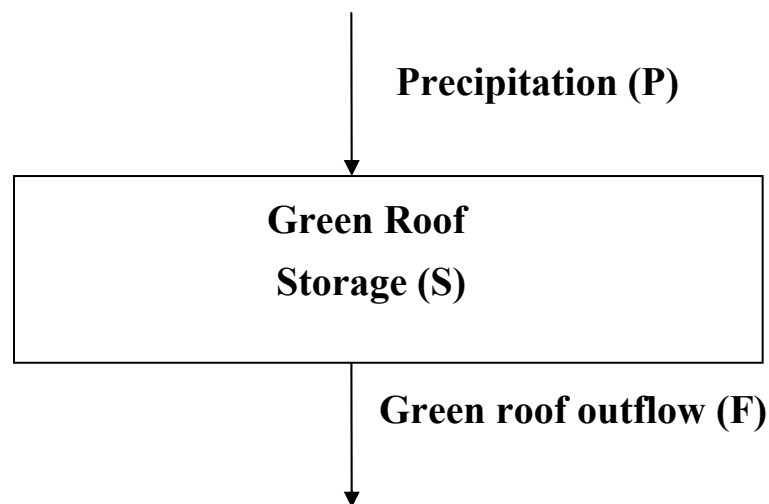 Precipitation (P)
Green Roof
Storage (S)
Green roof outflow (F)